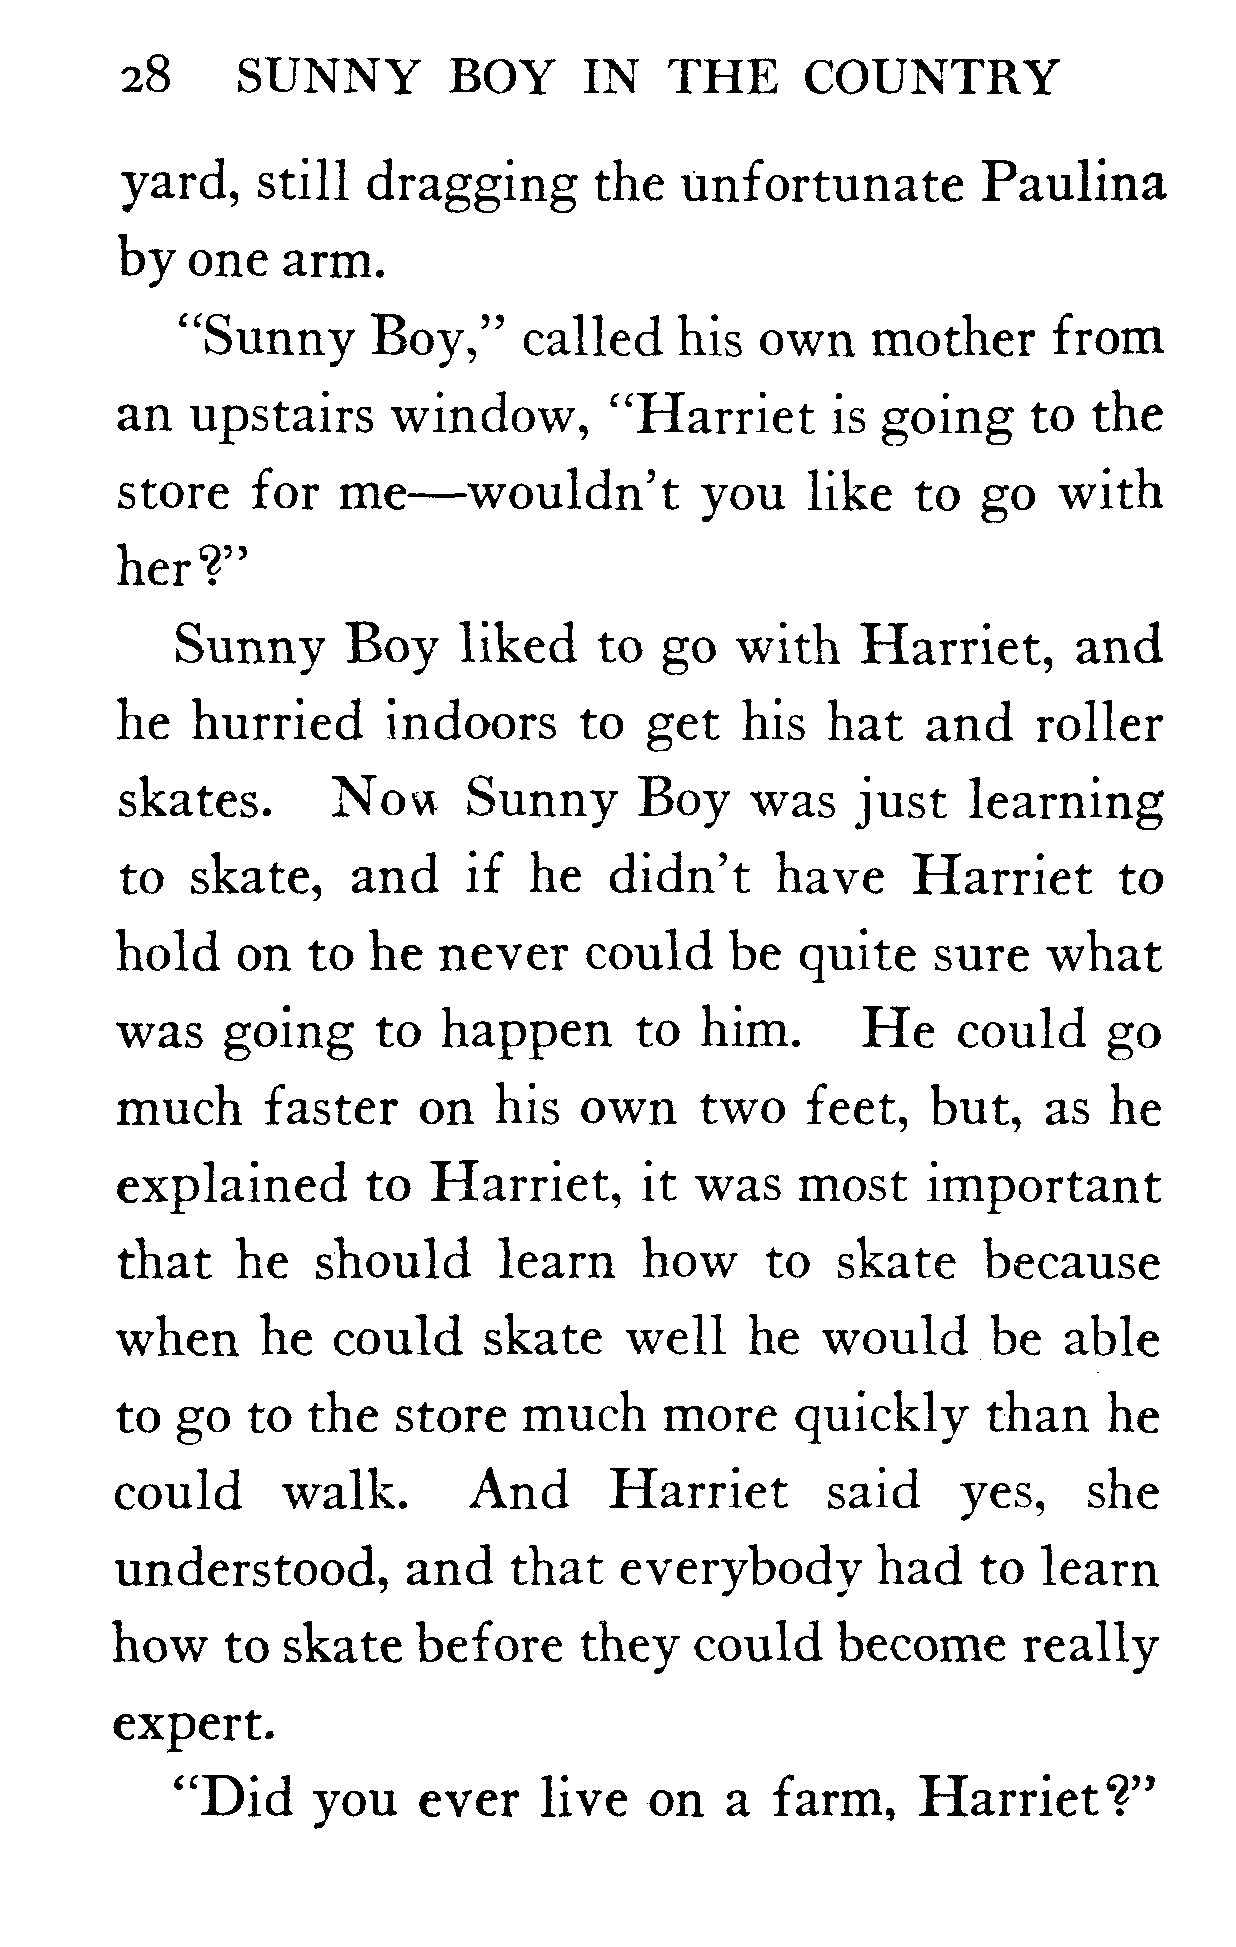 28 SUNNY BOY IN THE COUNTRY
yard, still dragging the unfortunate Paulina
by one arm.
“Sunny Boy,” called his own mother from
an upstairs window, “Harriet is going to the
store for me—wouldn’t you like to go with
her?”
Sunny Boy liked to go with Harriet, and
he hurried indoors to get his hat and roller
skates. Now Sunny Boy was just learning
to skate, and if he didn’t have Harriet to
hold on to he never could be quite sure what
was going to happen to him. He could go
much faster on his own two feet, but, as he
explained to Harriet, it was most important
that he should learn how to skate because
when he could skate well he would be able
to go to the store much more quickly than he
could walk. And Harriet said yes, she
understood, and that everybody had to learn
how to skate before they could become really
expert.
“Did you ever live on a farm, Harriet?”